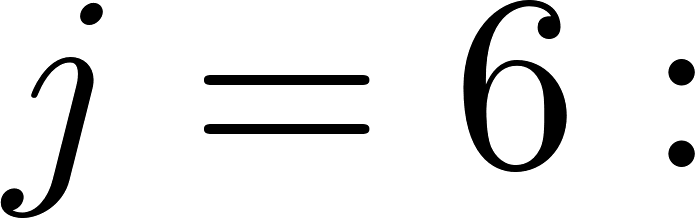 j = 6 :